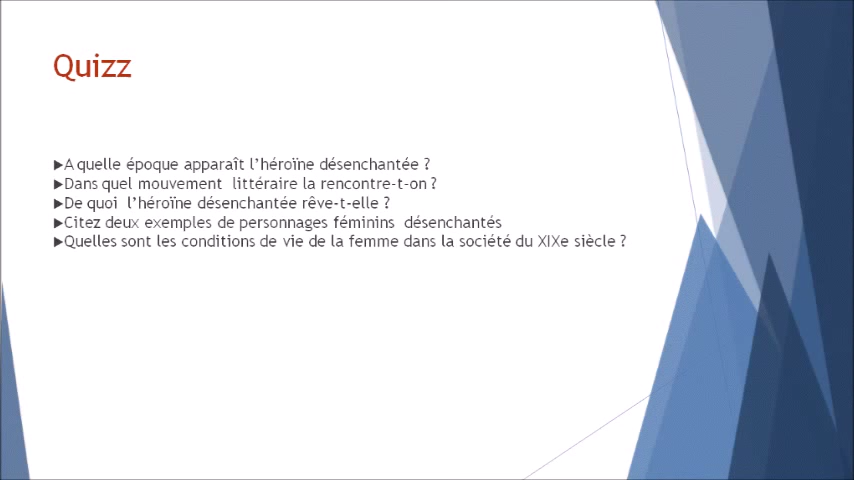 Quizz
▶A quelle époque apparaît l'héroïne désenchantée ?
▶Dans quel mouvement  littéraire la rencontre-t-on ?
▶De quoi  l'héroïne désenchantée rêve-t-elle ?
▶Citez deux exemples de personnages féminins  désenchantés
▶Quelles sont les conditions de vie de la femme dans la société du XIXe siècle ?